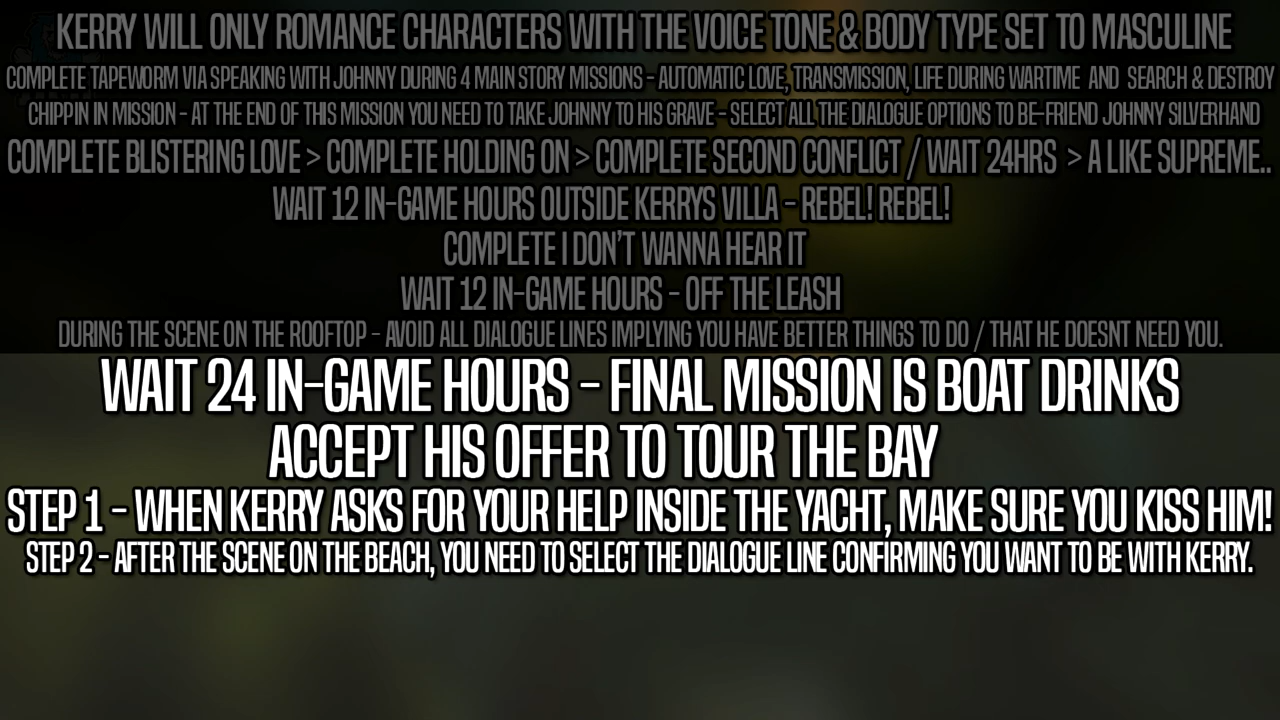 KERRY WILL ONLY ROMANCE CHARACTERS WITH THE VOICE TONE & BODY TYPE SET TO MASCULINE
COMPLETE TAPEWORM VIA SPEAKING WITH JOHNNY DURING 4 MAIN STORY MISSIONS - AUTOMATIC LOVE, TRANSMISSION, LIFE DURING WARTIME AND SEARCH & DESTROY
CHIPPIN IN MISSION - AT THE END OF THIS MISSION YOU NEED TO TAKE JOHNNY TO HIS GRAVE - SELECT ALL THE DIALOGUE OPTIONS TO BE-FRIEND JOHNNY SILVERHAND
COMPLETE BLISTERING LOVE > COMPLETE HOLDING ON > COMPLETE SECOND CONFLICT / WAIT 24HRS > A LIKE SUPREME..
WAIT 12 IN-GAME HOURS OUTSIDE KERRYS VILLA - REBEL! REBEL!
COMPLETE I DON'T WANNA HEAR IT
WAIT 12 IN-GAME HOURS - OFF THE LEASH
DURING THE SCENE ON THE ROOFTOP - AVOID ALL DIALOGUE LINES IMPLYING YOU HAVE BETTER THINGS TO DO / THAT HE DOESNT NEED YOU.
WAIT 24 IN-GAME HOURS - FINAL MISSION IS BOAT DRINKS
ACCEPT HIS OFFER TO TOUR THE BAY
STEP 1 - WHEN KERRY ASKS FOR YOUR HELP INSIDE THE YACHT, MAKE SURE YOU KISS HIM!
STEP 2 - AFTER THE SCENE ON THE BEACH, YOU NEED TO SELECT THE DIALOGUE LINE CONFIRMING YOU WANT TO BE WITH KERRY.